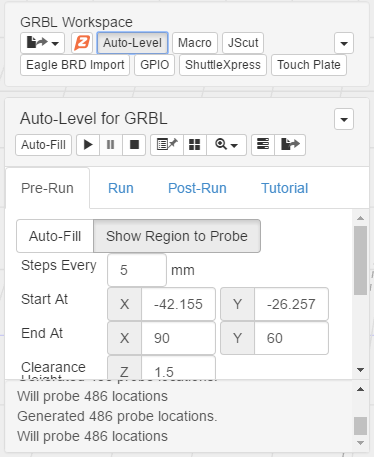 GRBL Workspace
Auto-Level Macro JScut
Eagle BRD Import GPIO ShuttleXpress Touch Plate
Auto-Level for GRBL
Auto-Fill
Pre-Run Run Post-Run Tutorial
Auto-Fill Show Region to Probe
Steps Every 5 mm
Start At X -42.155 Y -26.257
End At X 90 Y 60
Clearance Z 1.5
Height
probe locations.
Will probe 486 locations
Generated 486 probe locations.
Will probe 486 locations